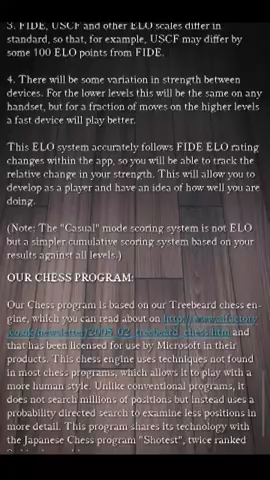 3. FIDE, USCF and other ELO scales differ in
standard, so that, for example, USCF may differ by
some 100 ELO points from FIDE.
4. There will be some variation in strength between
devices. For the lower levels this will be the same on any
handset, but for a fraction of moves on the higher levels
a fast device will play better.
This ELO system accurately follows FIDE ELO rating
changes within the app, so you will be able to track the
relative change in your strength. This will allow you to
develop as a player and have an idea of how well you are
doing.
(Note: The "Casual" mode scoring system is not ELO
but a simpler cumulative scoring system based on your
results against all levels.)
OUR CHESS PROGRAM:
Our Chess program is based on our Treebeard chess en-
gine, which you can read about on http://www.aifactory
.co.uk/newsletter/2005_02_treebeard_chess.htm and
that has been licensed for use by Microsoft in their
products. This chess engine uses techniques not found
in most chess programs, which allows it to play with a
more human style. Unlike conventional programs, it
does not search millions of positions but instead uses a
probability directed search to examine less positions in
more detail. This program shares its technology with
the Japanese Chess program "Shotest", twice ranked